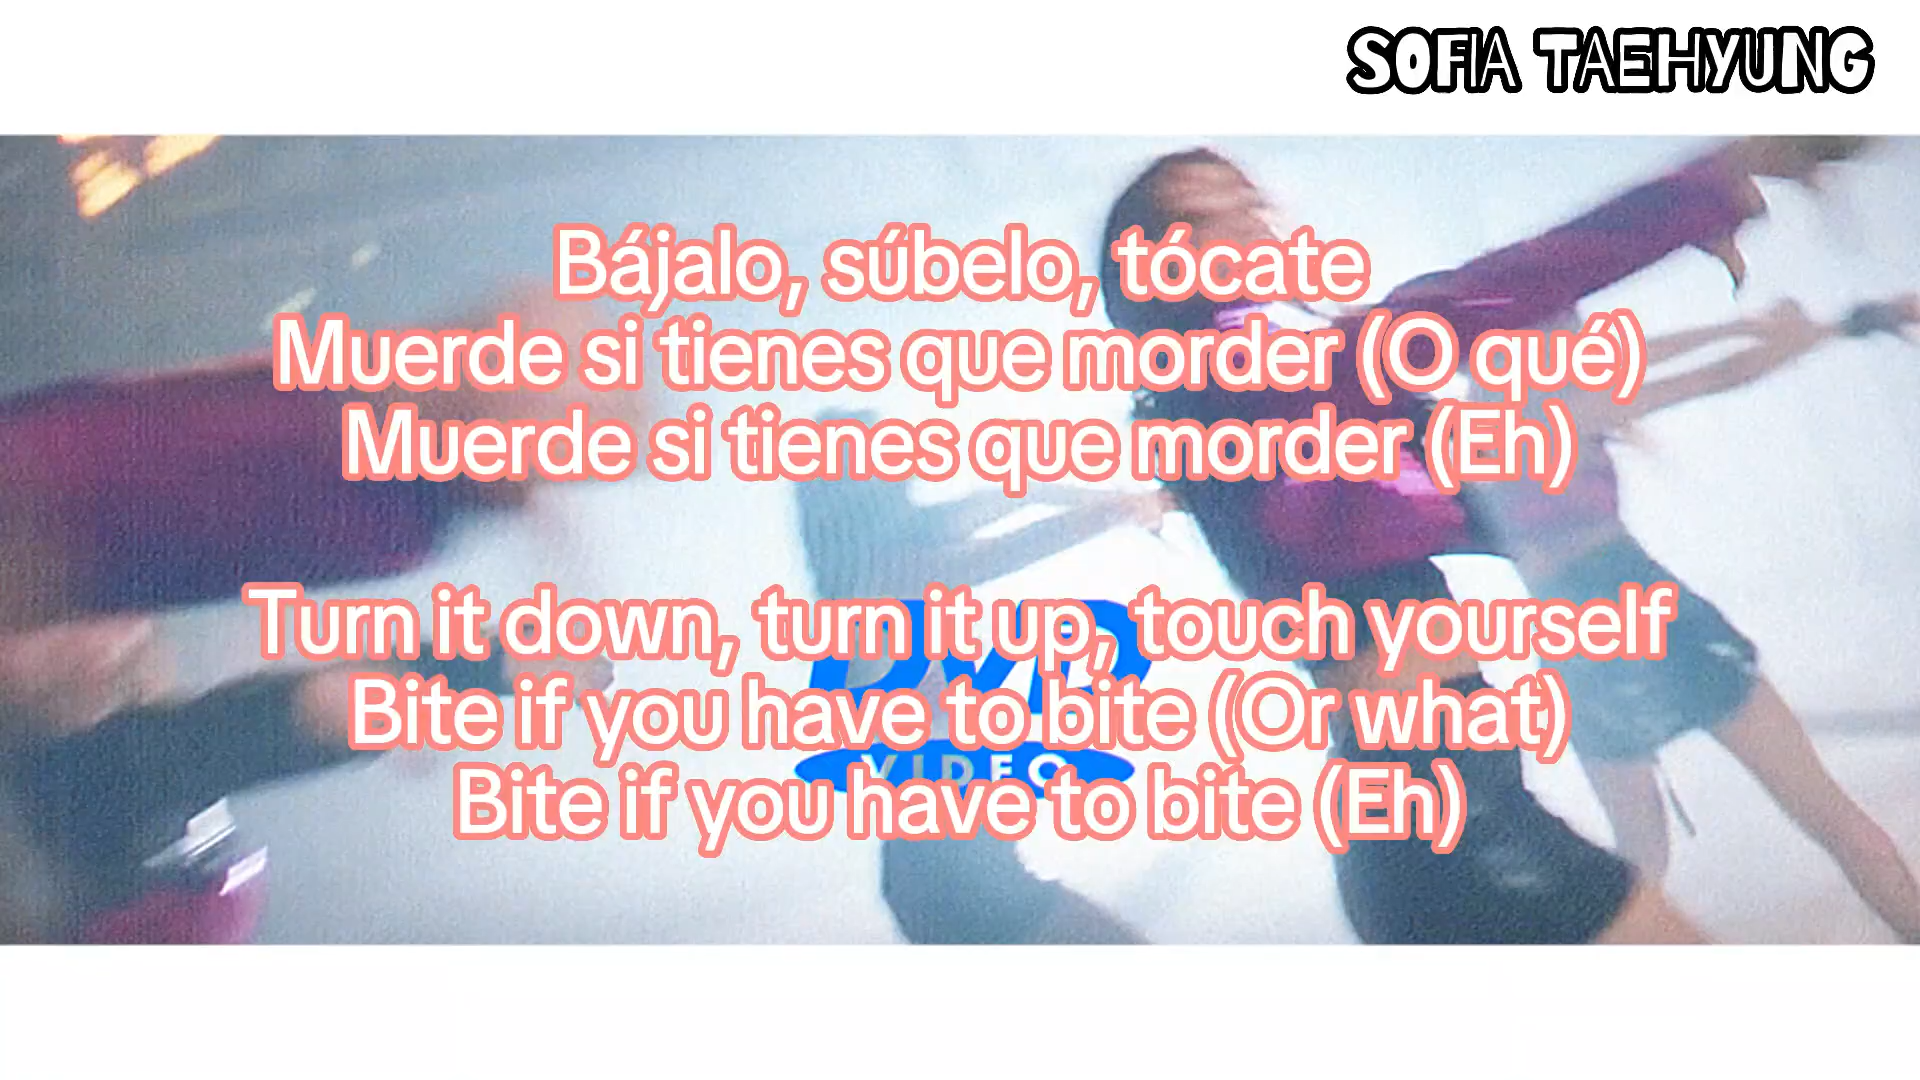 SOFIA TAEHYUNG
Bájalo, súbelo, tócate
Muerde si tienes que morder (O qué)
Muerde si tienes que morder (Eh)
Turn it down, turn it up, touch yourself
Bite if you have to bite (Or what)
Bite if you have to bite (Eh)
DVD
VIDEO